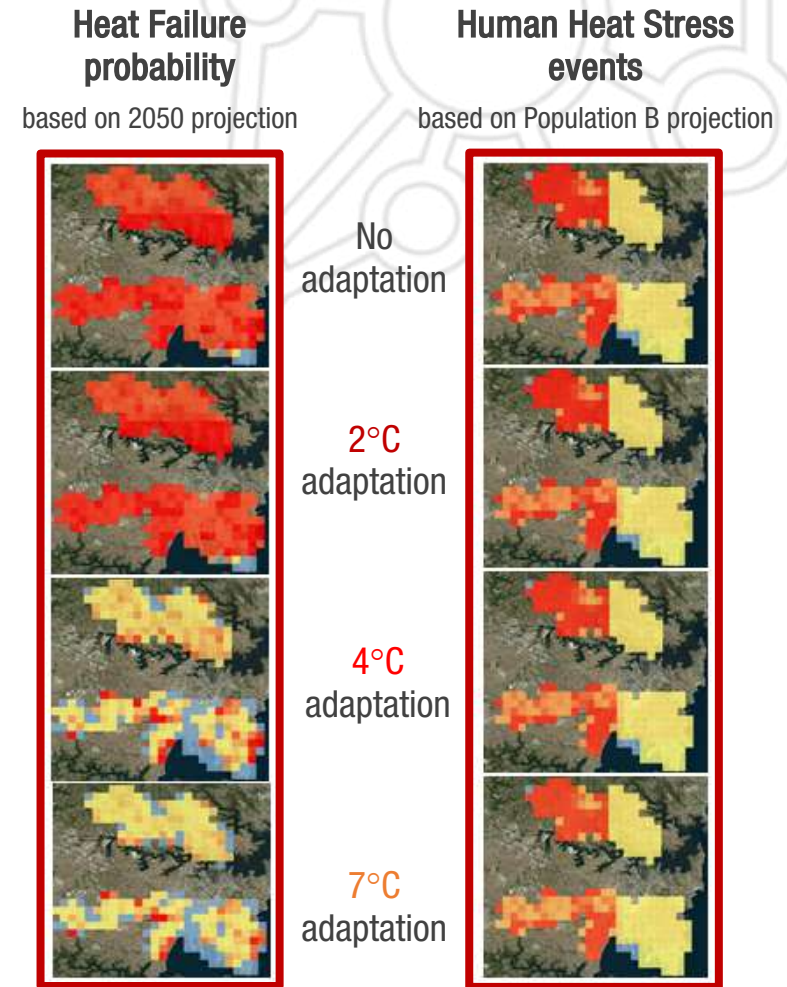 Heat Failure
probability
based on 2050 projection
Human Heat Stress
events
based on Population B projection
No
adaptation
2°C
adaptation
4°C
adaptation
7°C
adaptation